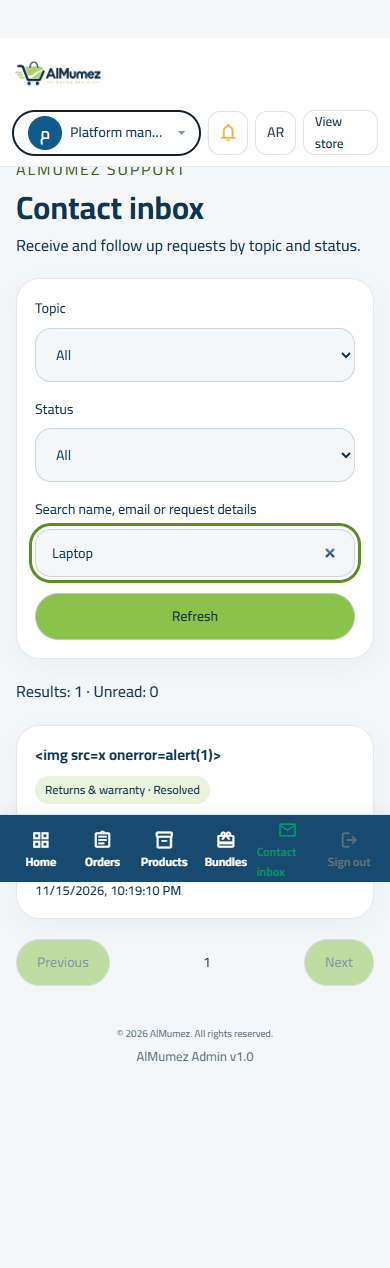 AlMumez
م
Platform man...
AR
View
store
ALMUMEZ SUPPORT
Contact inbox
Receive and follow up requests by topic and status.
Topic
All
Status
All
Search name, email or request details
Laptop
Refresh
Results: 1 · Unread: 0
<img src=x onerror=alert(1)>
Returns & warranty · Resolved
Home
Orders
Products
Bundles
Contact
inbox
Sign out
11/15/2026, 10:19:10 PM
Previous
1
Next
© 2026 AlMumez. All rights reserved.
AlMumez Admin v1.0